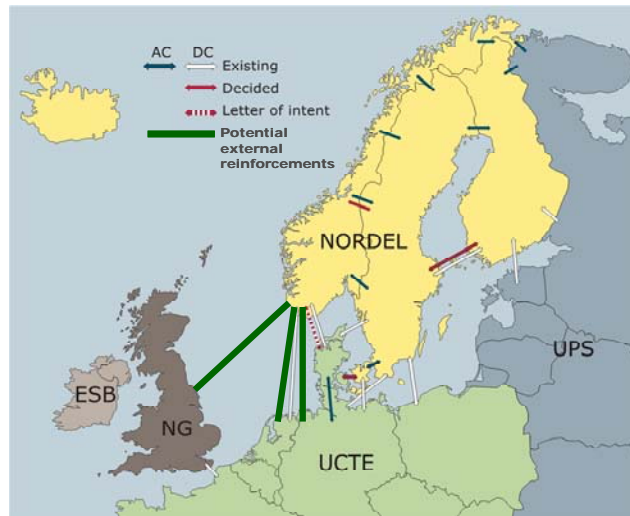 AC DC
Existing
Decided
Letter of intent
Potential
external
reinforcements
NORDEL
UPS
ESB
NG
UCTE